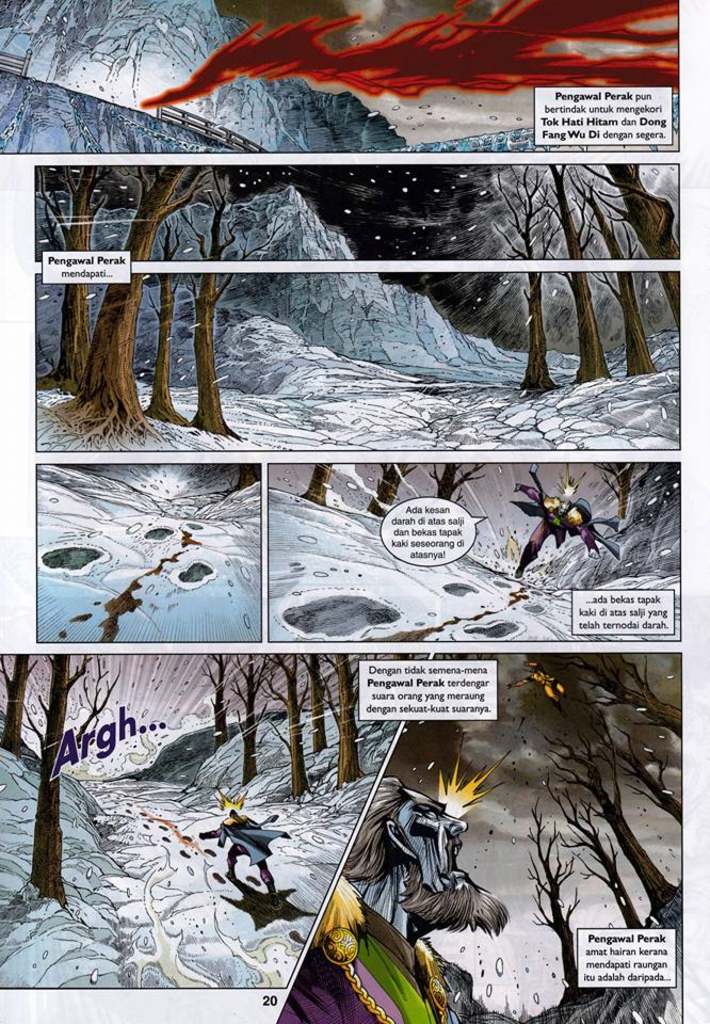 Pengawal Perak pun
bertindak untuk mengekori
Tok Hati Hitam dan Dong
Fang Wu Di dengan segera.
Pengawal Perak
mendapati...
Ada kesan
darah di atas salji
dan bekas tapak
kaki seseorang di
atasnya!
...ada bekas tapak
kaki di atas salji yang
telah ternodai darah.
Argh...
Dengan tidak semena-mena
Pengawal Perak terdengar
suara orang yang meraung
dengan sekuat-kuat suaranya.
Pengawal Perak
amat hairan kerana
mendapati raungan
itu adalah daripada...
20